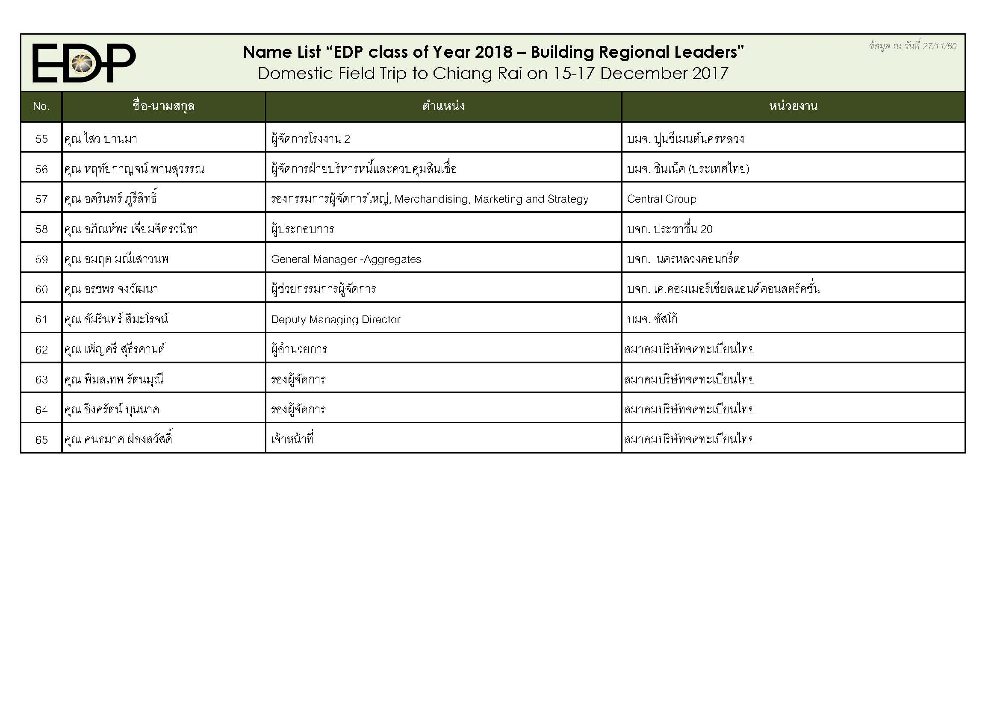 EDP
Name List “EDP class of Year 2018 – Building Regional Leaders"
ข้อมูล ณ วันที่ 27/11/60
Domestic Field Trip to Chiang Rai on 15-17 December 2017
No. ชื่อ-นามสกุล ตำแหน่ง หน่วยงาน
55 คุณ ไสว ปานมา ผู้จัดการโรงงาน 2 บมจ. ปูนซีเมนต์นครหลวง
56 คุณ หฤทัยกาญจน์ พานสุวรรณ ผู้จัดการฝ่ายบริหารหนี้และควบคุมสินเชื่อ บมจ. ซินเน็ค (ประเทศไทย)
57 คุณ อครินทร์ ภูรีสิทธิ์ รองกรรมการผู้จัดการใหญ่, Merchandising, Marketing and Strategy Central Group
58 คุณ อภิณห์พร เจียมจิตรวนิชา ผู้ประกอบการ บจก. ประชาชื่น 20
59 คุณ อมฤต มณีเสาวนพ General Manager -Aggregates บจก. นครหลวงคอนกรีต
60 คุณ อรชพร จงวัฒนา ผู้ช่วยกรรมการผู้จัดการ บจก. เค.คอมเมอร์เชียลแอนด์คอนสตรัคชั่น
61 คุณ อัมรินทร์ สิมะโรจน์ Deputy Managing Director บมจ. ซัสโก้
62 คุณ เพ็ญศรี สุธีรศานต์ ผู้อำนวยการ สมาคมบริษัทจดทะเบียนไทย
63 คุณ พิมลเทพ รัตนมุณี รองผู้จัดการ สมาคมบริษัทจดทะเบียนไทย
64 คุณ อิงครัตน์ บุนนาค รองผู้จัดการ สมาคมบริษัทจดทะเบียนไทย
65 คุณ คนธมาศ ผ่องสวัสดิ์ เจ้าหน้าที่ สมาคมบริษัทจดทะเบียนไทย